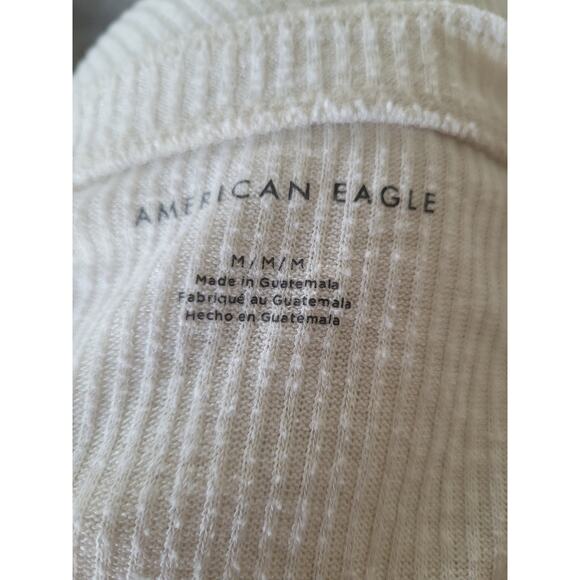 AMERICAN EAGLE
M/M/M
Made in Guatemala
Fabriqué au Guatemala
Hecho en Guatemala